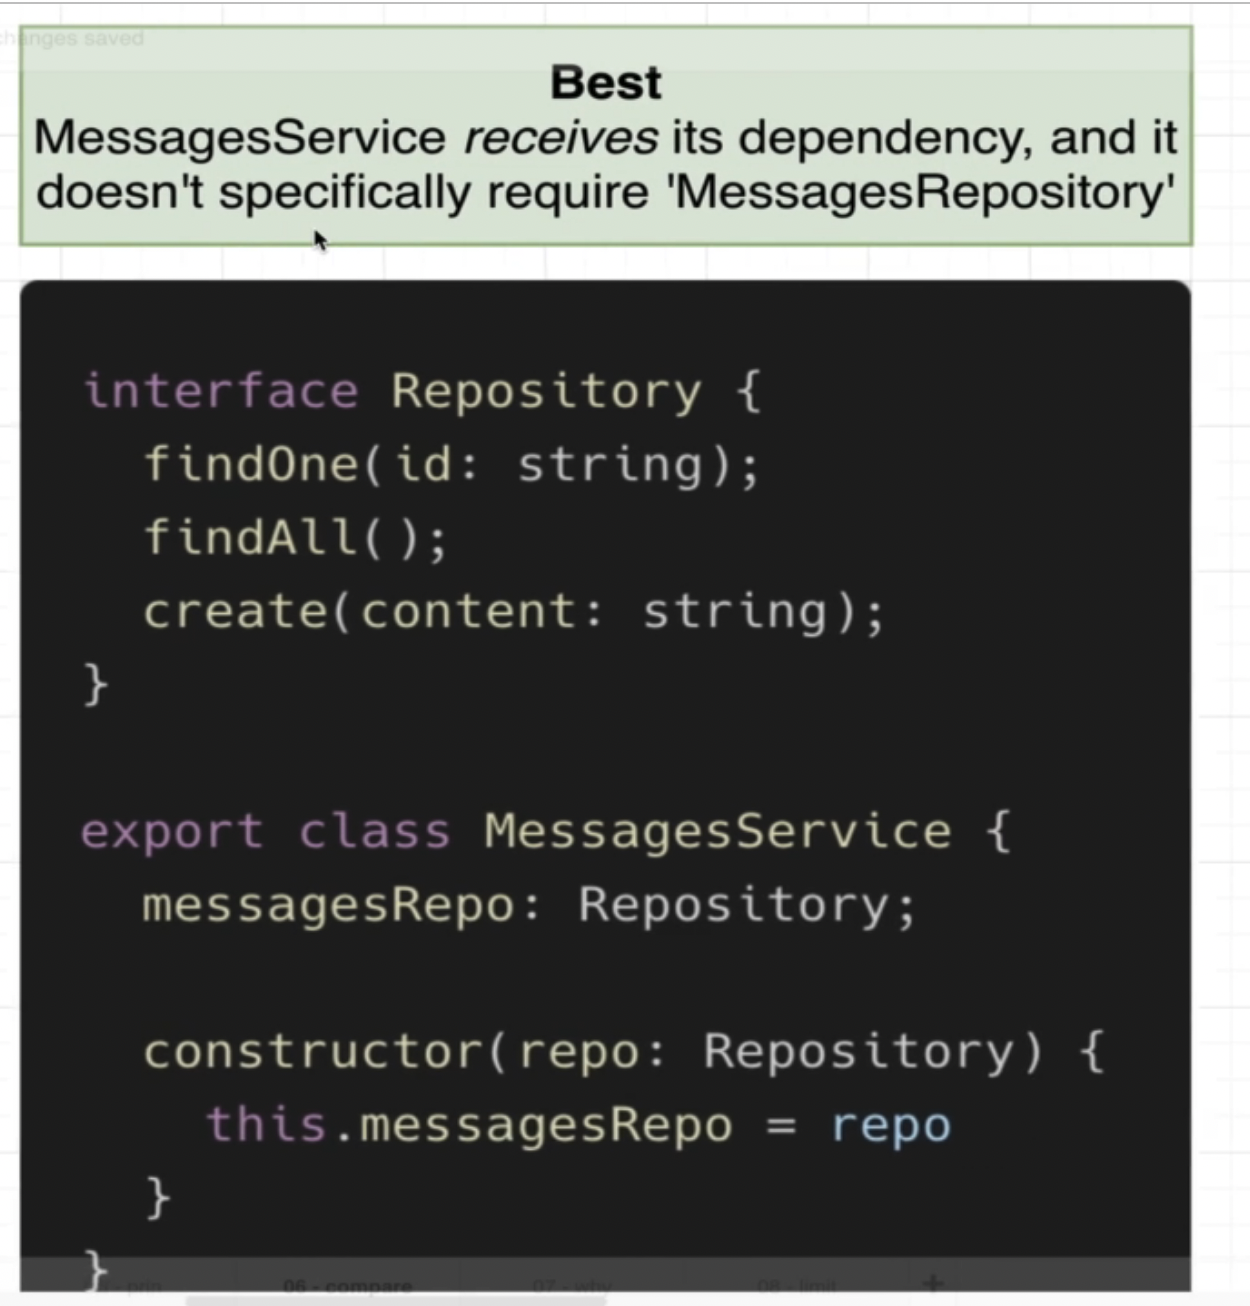 changes saved
Best
MessagesService receives its dependency, and it
doesn't specifically require 'MessagesRepository'
interface Repository {
  findOne(id: string);
  findAll();
  create(content: string);
}
export class MessagesService {
  messagesRepo: Repository;
  constructor(repo: Repository) {
    this.messagesRepo = repo
  }
}
- prin 06 - compare 07 - why 08 - limit +